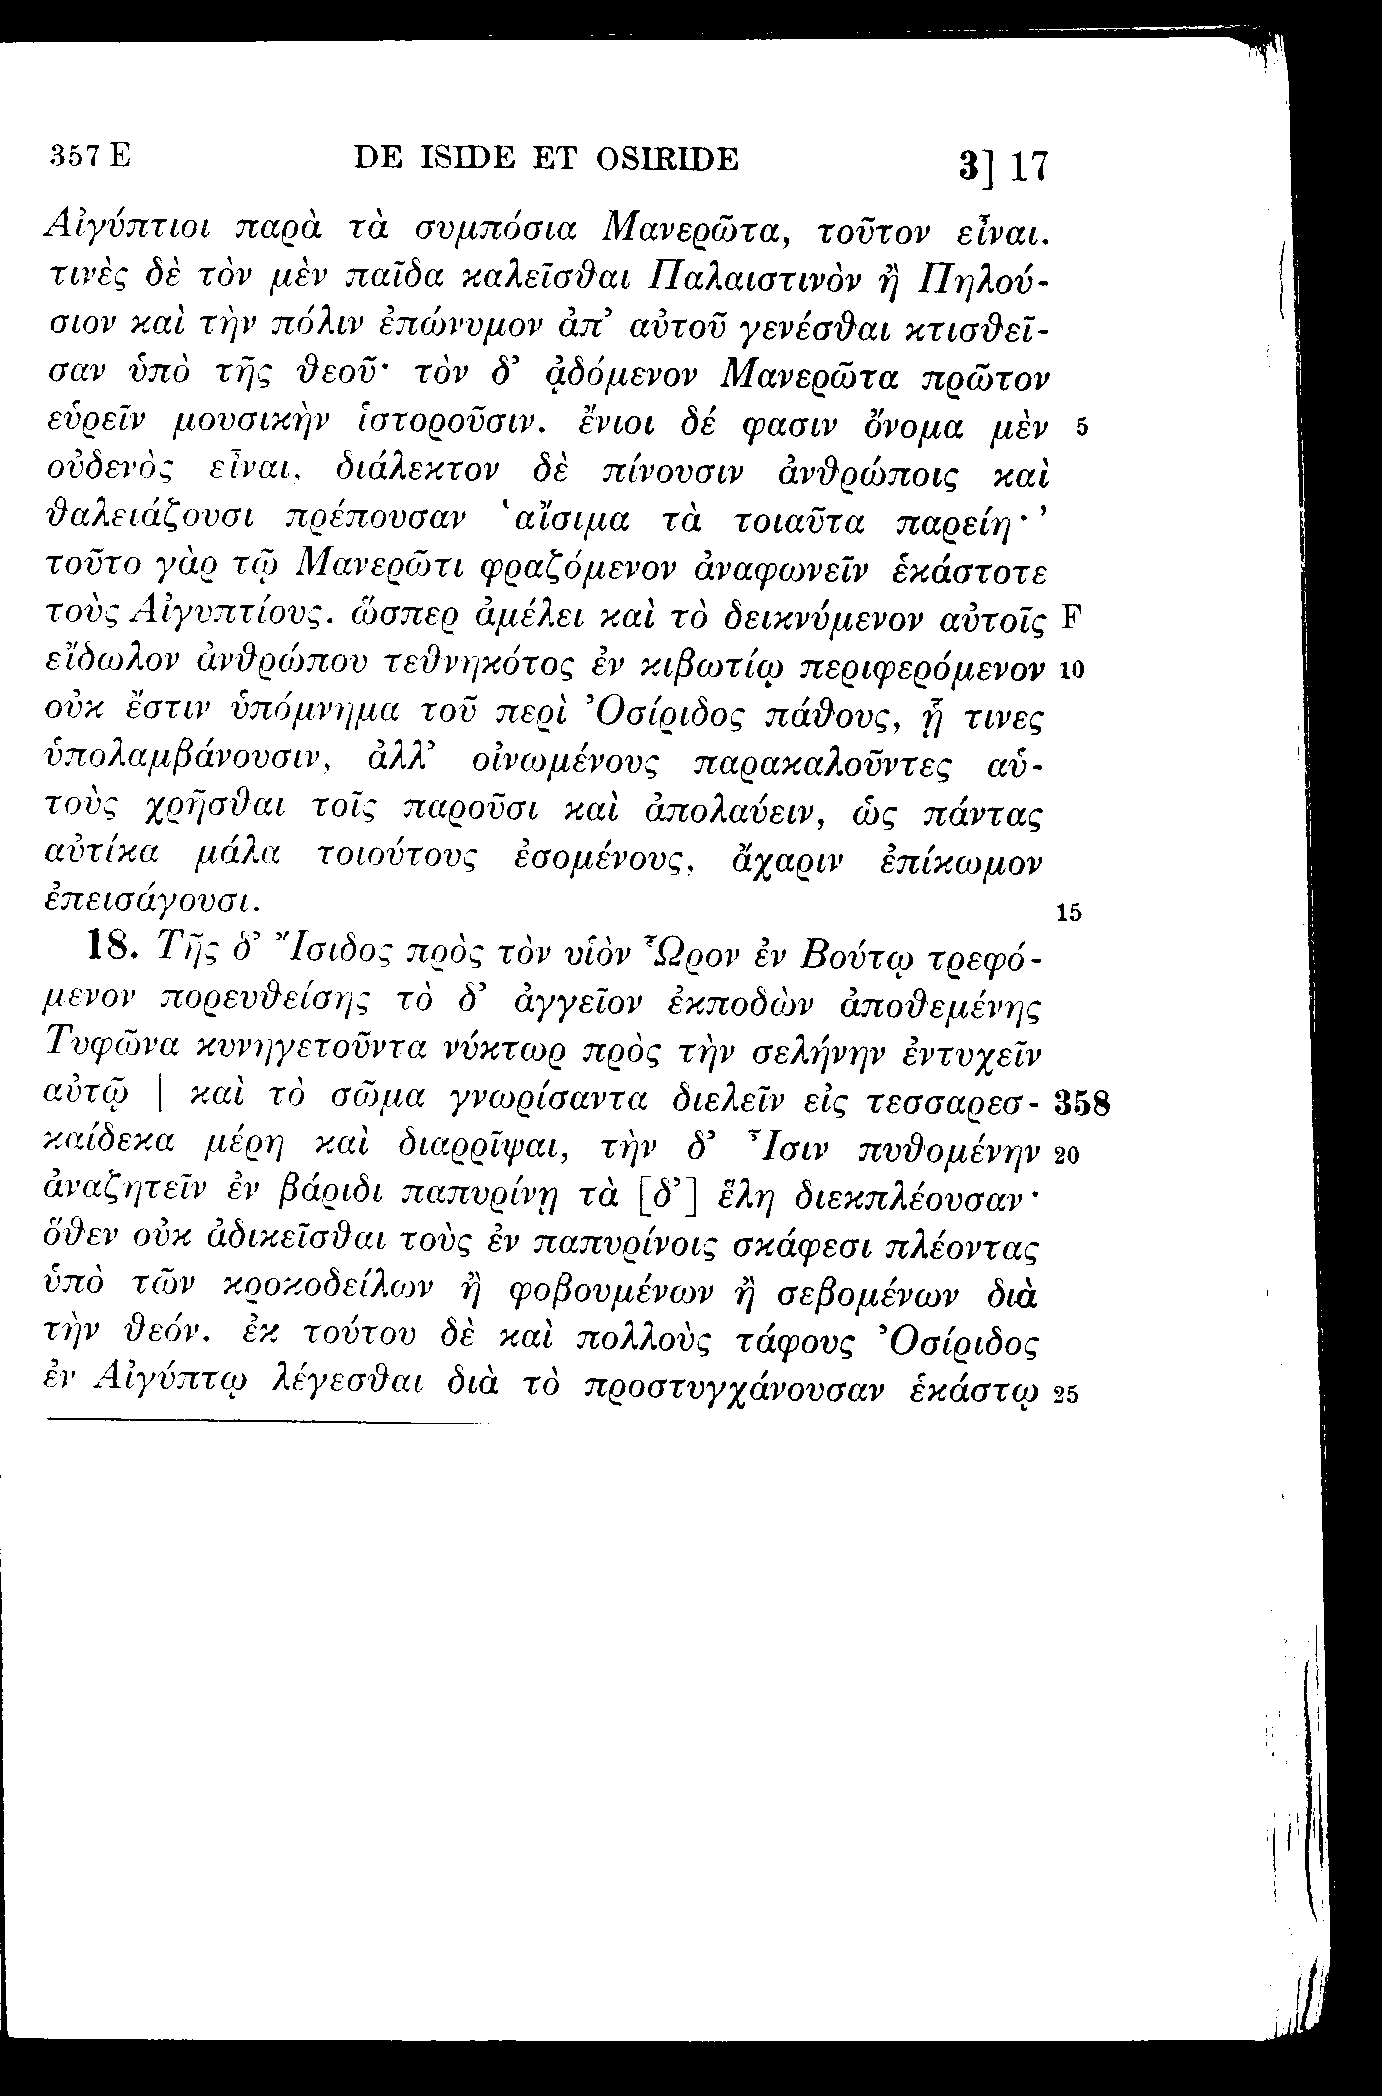 357 E DE ISIDE ET OSIRIDE 3] 17
Αἰγύπτιοι παρὰ τὰ συμπόσια Μανερῶτα, τοῦτον εἶναι.
τινὲς δὲ τὸν μὲν παῖδα καλεῖσθαι Παλαιστινὸν ἢ Πηλού-
σιον καὶ τὴν πόλιν ἐπώνυμον ἀπ’ αὐτοῦ γενέσθαι κτισθεῖ-
σαν ὑπὸ τῆς θεοῦ· τὸν δ’ ᾀδόμενον Μανερῶτα πρῶτον
εὑρεῖν μουσικὴν ἱστοροῦσιν. ἔνιοι δέ φασιν ὄνομα μὲν 5
οὐδενὸς εἶναι, διάλεκτον δὲ πίνουσιν ἀνθρώποις καὶ
θαλειάζουσι πρέπουσαν ‘αἴσιμα τὰ τοιαῦτα παρείη·’
τοῦτο γὰρ τῷ Μανερῶτι φραζόμενον ἀναφωνεῖν ἑκάστοτε
τοὺς Αἰγυπτίους. ὥσπερ ἀμέλει καὶ τὸ δεικνύμενον αὐτοῖς F
εἴδωλον ἀνθρώπου τεθνηκότος ἐν κιβωτίῳ περιφερόμενον 10
οὐκ ἔστιν ὑπόμνημα τοῦ περὶ Ὀσίριδος πάθους, ᾗ τινες
ὑπολαμβάνουσιν, ἀλλ’ οἰνωμένους παρακαλοῦντες αὑ-
τοὺς χρῆσθαι τοῖς παροῦσι καὶ ἀπολαύειν, ὡς πάντας
αὐτίκα μάλα τοιούτους ἐσομένους, ἄχαριν ἐπίκωμον
ἐπεισάγουσι. 15
18. Τῆς δ’ Ἴσιδος πρὸς τὸν υἱὸν Ὧρον ἐν Βούτῳ τρεφό-
μενον πορευθείσης τὸ δ’ ἀγγεῖον ἐκποδὼν ἀποθεμένης
Τυφῶνα κυνηγετοῦντα νύκτωρ πρὸς τὴν σελήνην ἐντυχεῖν
αὐτῷ | καὶ τὸ σῶμα γνωρίσαντα διελεῖν εἰς τεσσαρεσ- 358
καίδεκα μέρη καὶ διαρρῖψαι, τὴν δ’ Ἶσιν πυθομένην 20
ἀναζητεῖν ἐν βάριδι παπυρίνῃ τὰ [δ’] ἕλη διεκπλέουσαν·
ὅθεν οὐκ ἀδικεῖσθαι τοὺς ἐν παπυρίνοις σκάφεσι πλέοντας
ὑπὸ τῶν κροκοδείλων ἢ φοβουμένων ἢ σεβομένων διὰ
τὴν θεόν. ἐκ τούτου δὲ καὶ πολλοὺς τάφους Ὀσίριδος
ἐν Αἰγύπτῳ λέγεσθαι διὰ τὸ προστυγχάνουσαν ἑκάστῳ 25